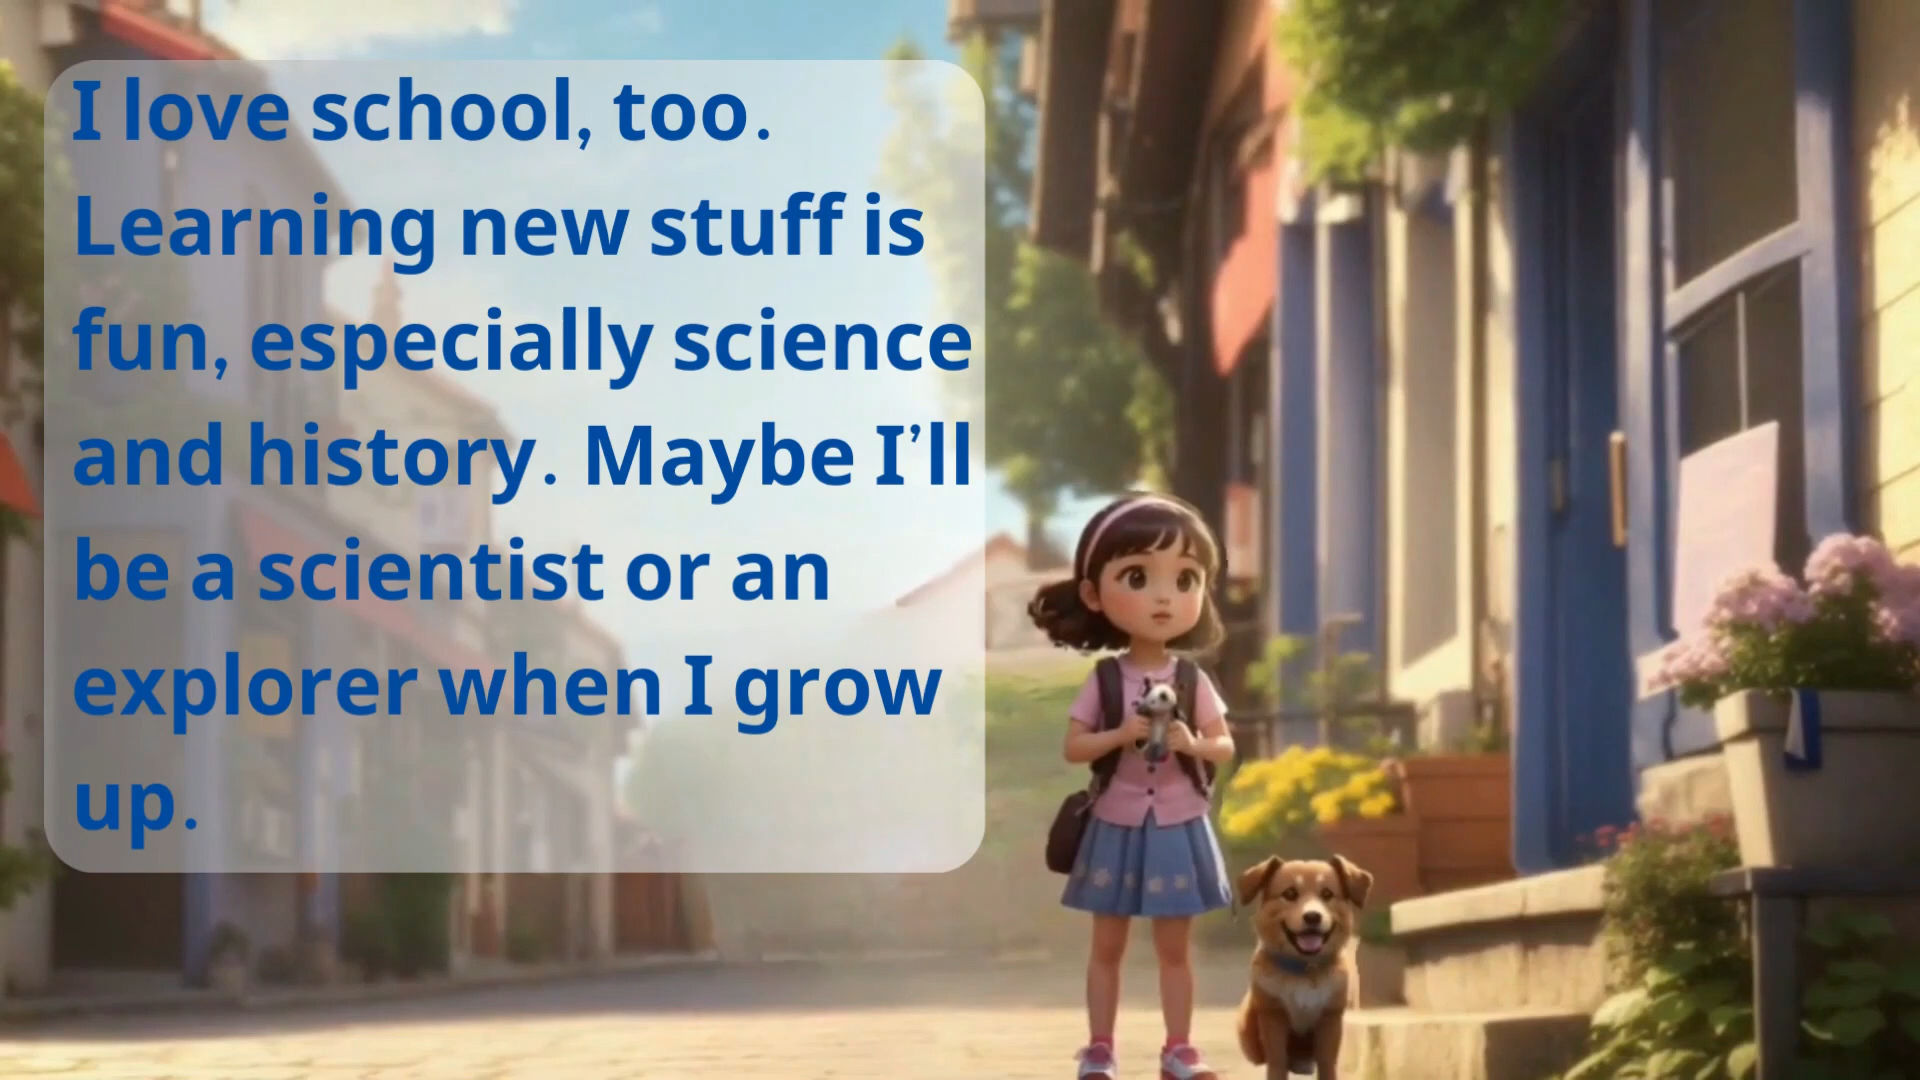 I love school, too.
Learning new stuff is
fun, especially science
and history. Maybe I’ll
be a scientist or an
explorer when I grow
up.